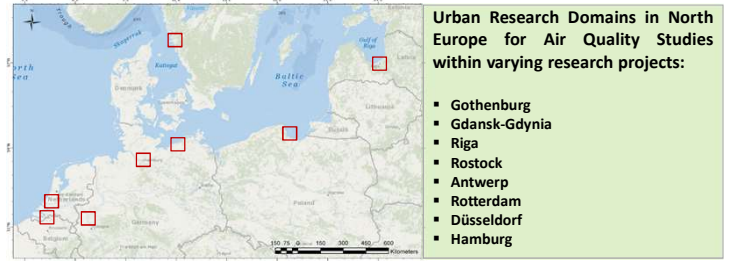 Urban Research Domains in North
Europe for Air Quality Studies
within varying research projects:
▪ Gothenburg
▪ Gdansk-Gdynia
▪ Riga
▪ Rostock
▪ Antwerp
▪ Rotterdam
▪ Düsseldorf
▪ Hamburg
Skagerrak
Kattegat
Gulf of
Riga
Latvia
Baltic
Sea
Denmark
Lithuania
Hamburg
Poland
Germany
Belgium
150 75 0 150 300 450 600
Kilometers